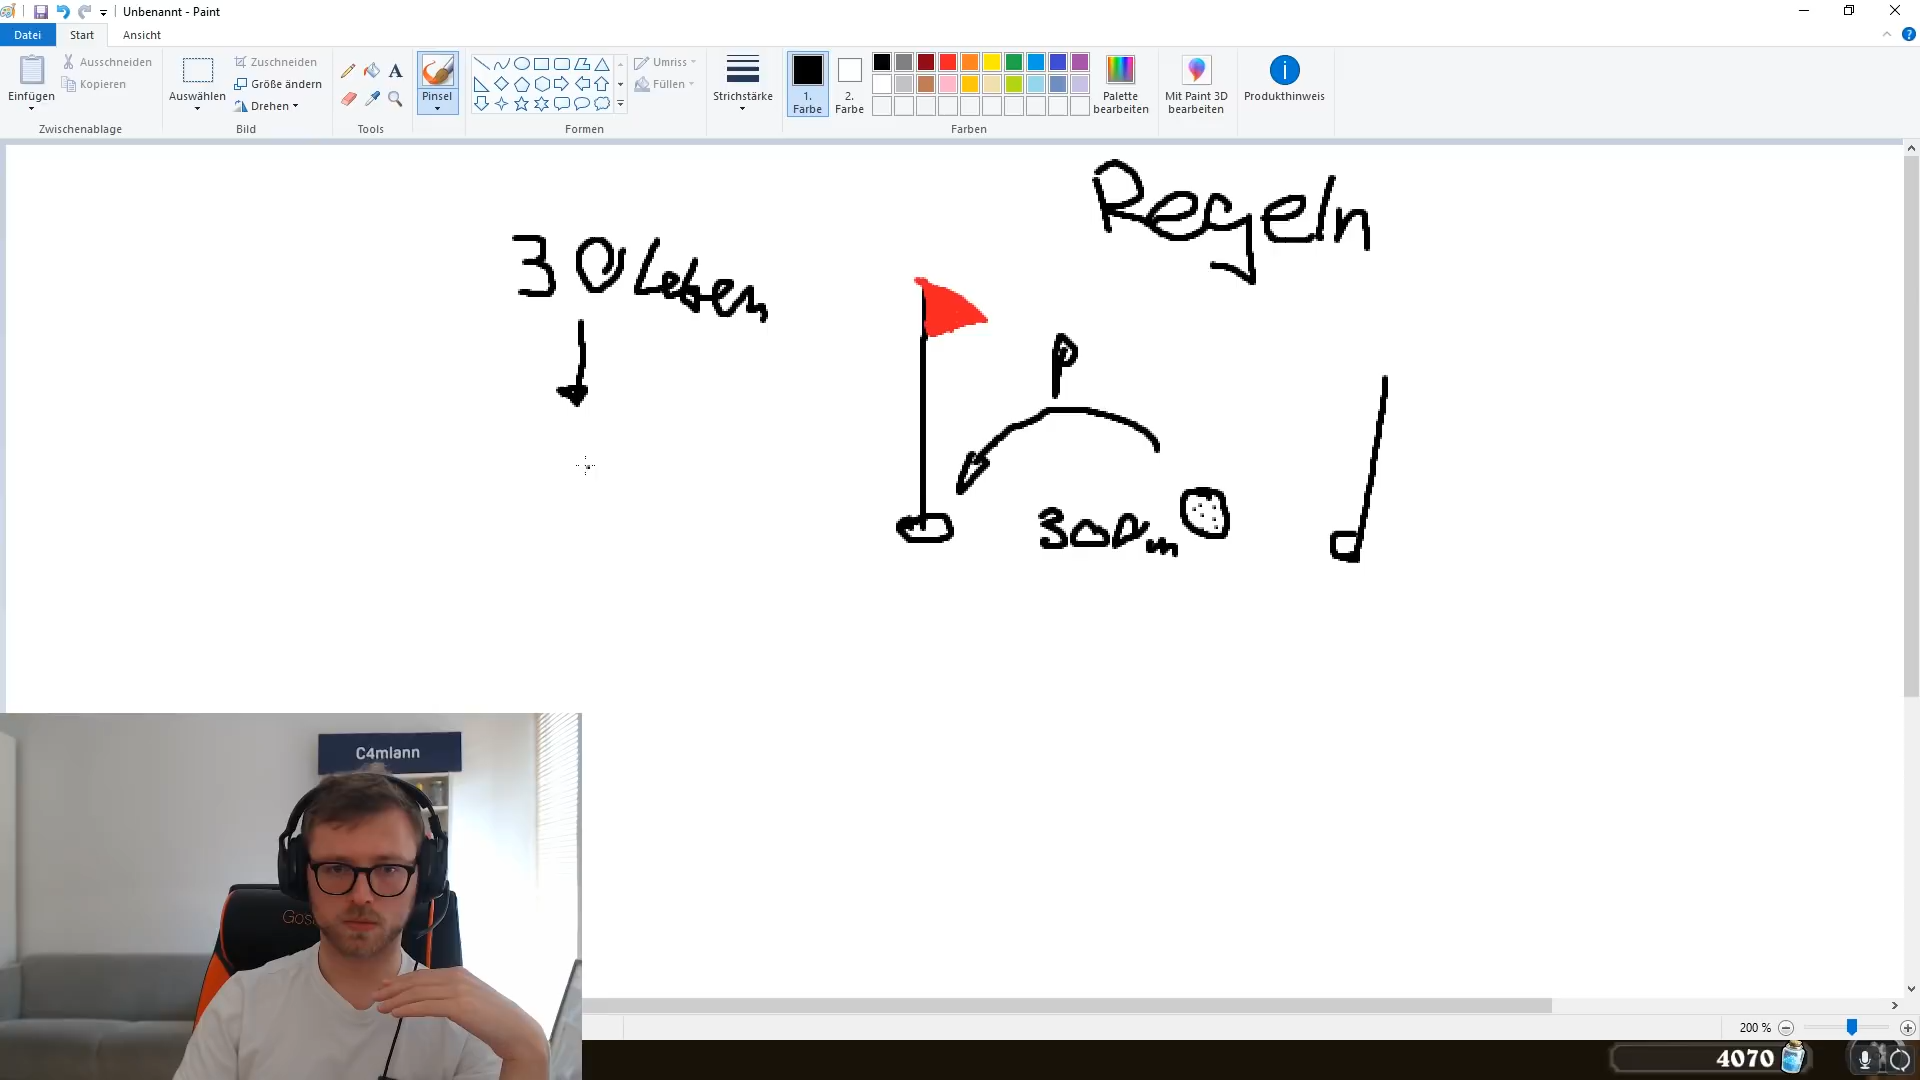 Unbenannt - Paint
Datei Start Ansicht
Einfügen
Ausschneiden
Kopieren
Zwischenablage
Auswählen
Zuschneiden
Größe ändern
Drehen
Bild
Tools
Pinsel
Formen
Umriss
Füllen
Strichstärke
1.
Farbe
2.
Farbe
Farben
Palette
bearbeiten
Mit Paint 3D
bearbeiten
Produkthinweis
Regeln
30 Leben
P
300m
C4mlann
200 %
4070